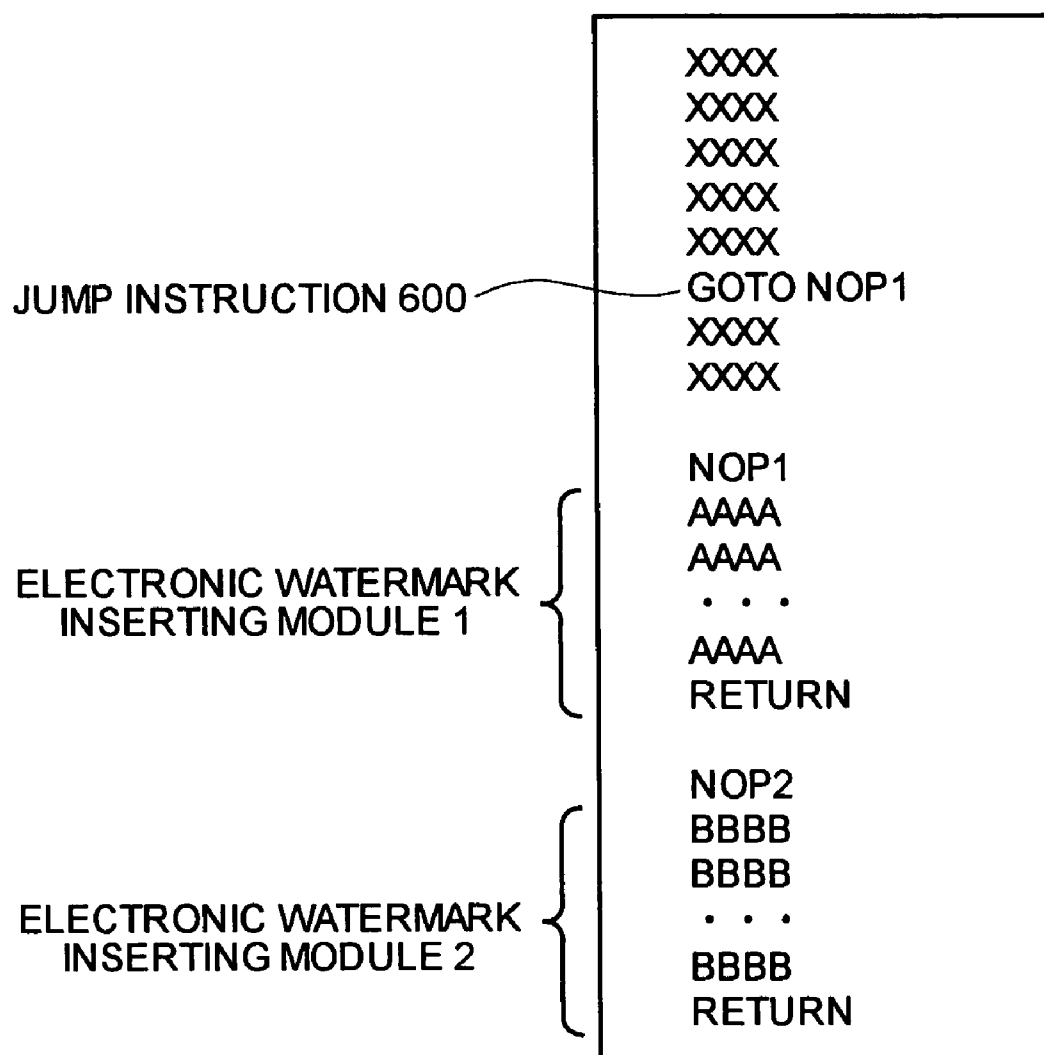 XXXX
XXXX
XXXX
XXXX
XXXX
JUMP INSTRUCTION 600
GOTO NOP1
XXXX
XXXX
NOP1
AAAA
AAAA
ELECTRONIC WATERMARK
INSERTING MODULE 1
. . .
AAAA
RETURN
NOP2
BBBB
BBBB
ELECTRONIC WATERMARK
INSERTING MODULE 2
. . .
BBBB
RETURN